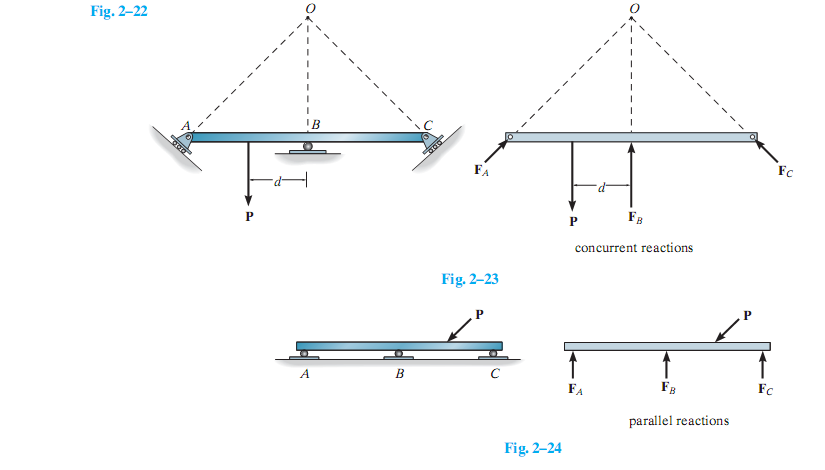 Fig. 2–22
O
O
A
B
C
d
P
F_A
F_C
d
P
F_B
concurrent reactions
Fig. 2–23
P
P
A
B
C
F_A
F_B
F_C
parallel reactions
Fig. 2–24